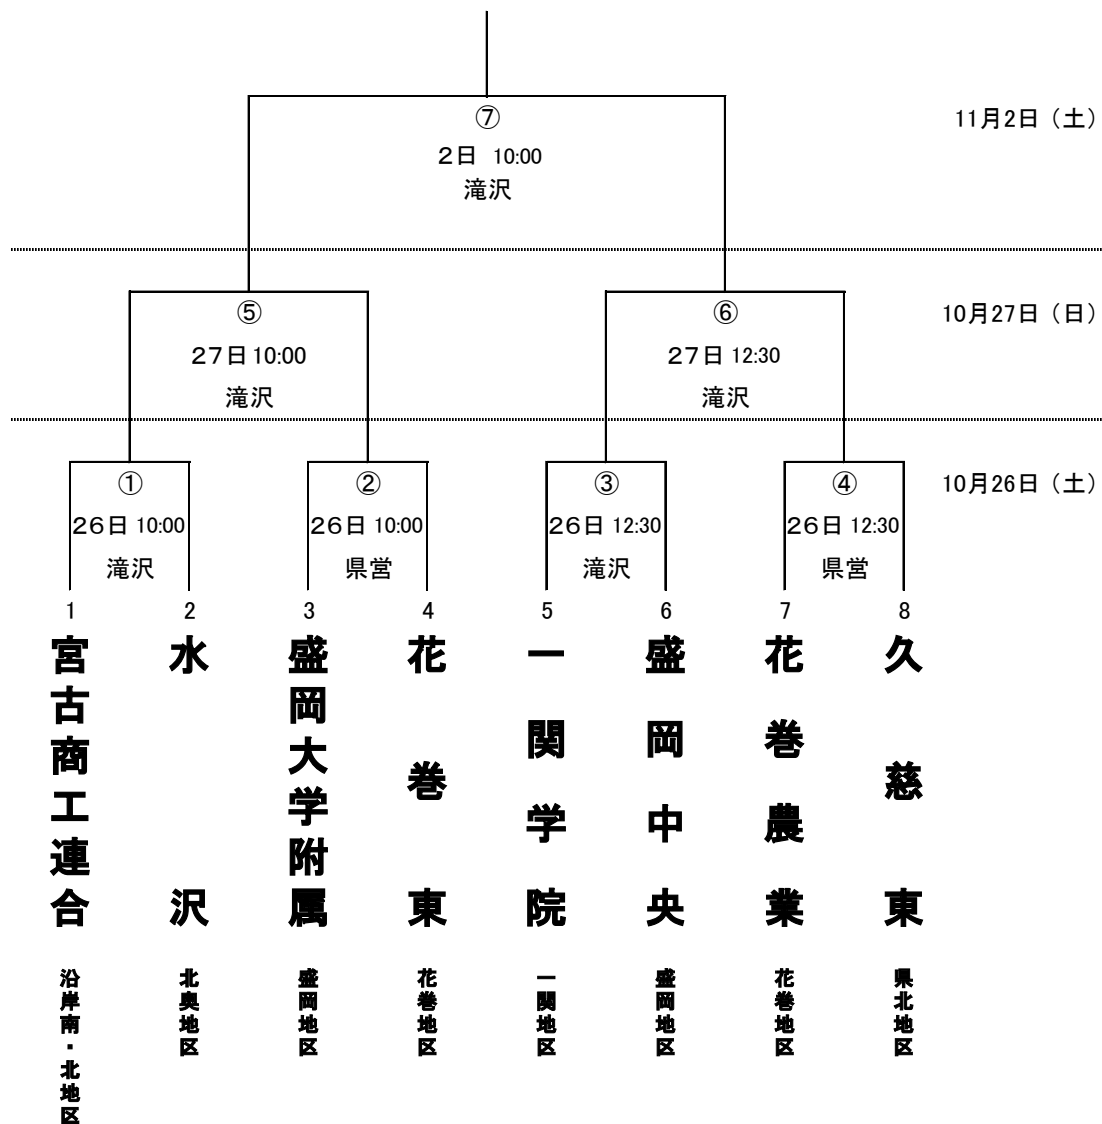 ⑦
11月2日（土）
２日 10:00
滝沢
⑤
⑥
10月27日（日）
２７日 10:00
２７日 12:30
滝沢
滝沢
①
②
③
④
10月26日（土）
２６日 10:00
２６日 10:00
２６日 12:30
２６日 12:30
滝沢
県営
滝沢
県営
1
2
3
4
5
6
7
8
宮古商工連合
水沢
盛岡大学附属
花巻東
一関学院
盛岡中央
花巻農業
久慈東
沿岸南・北地区
北奥地区
盛岡地区
花巻地区
一関地区
盛岡地区
花巻地区
県北地区